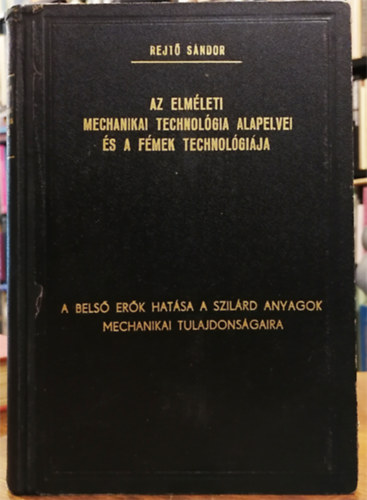 REJTŐ SÁNDOR
AZ ELMÉLETI
MECHANIKAI TECHNOLÓGIA ALAPELVEI
ÉS A FÉMEK TECHNOLÓGIÁJA
A BELSŐ ERŐK HATÁSA A SZILÁRD ANYAGOK
MECHANIKAI TULAJDONSÁGAIRA